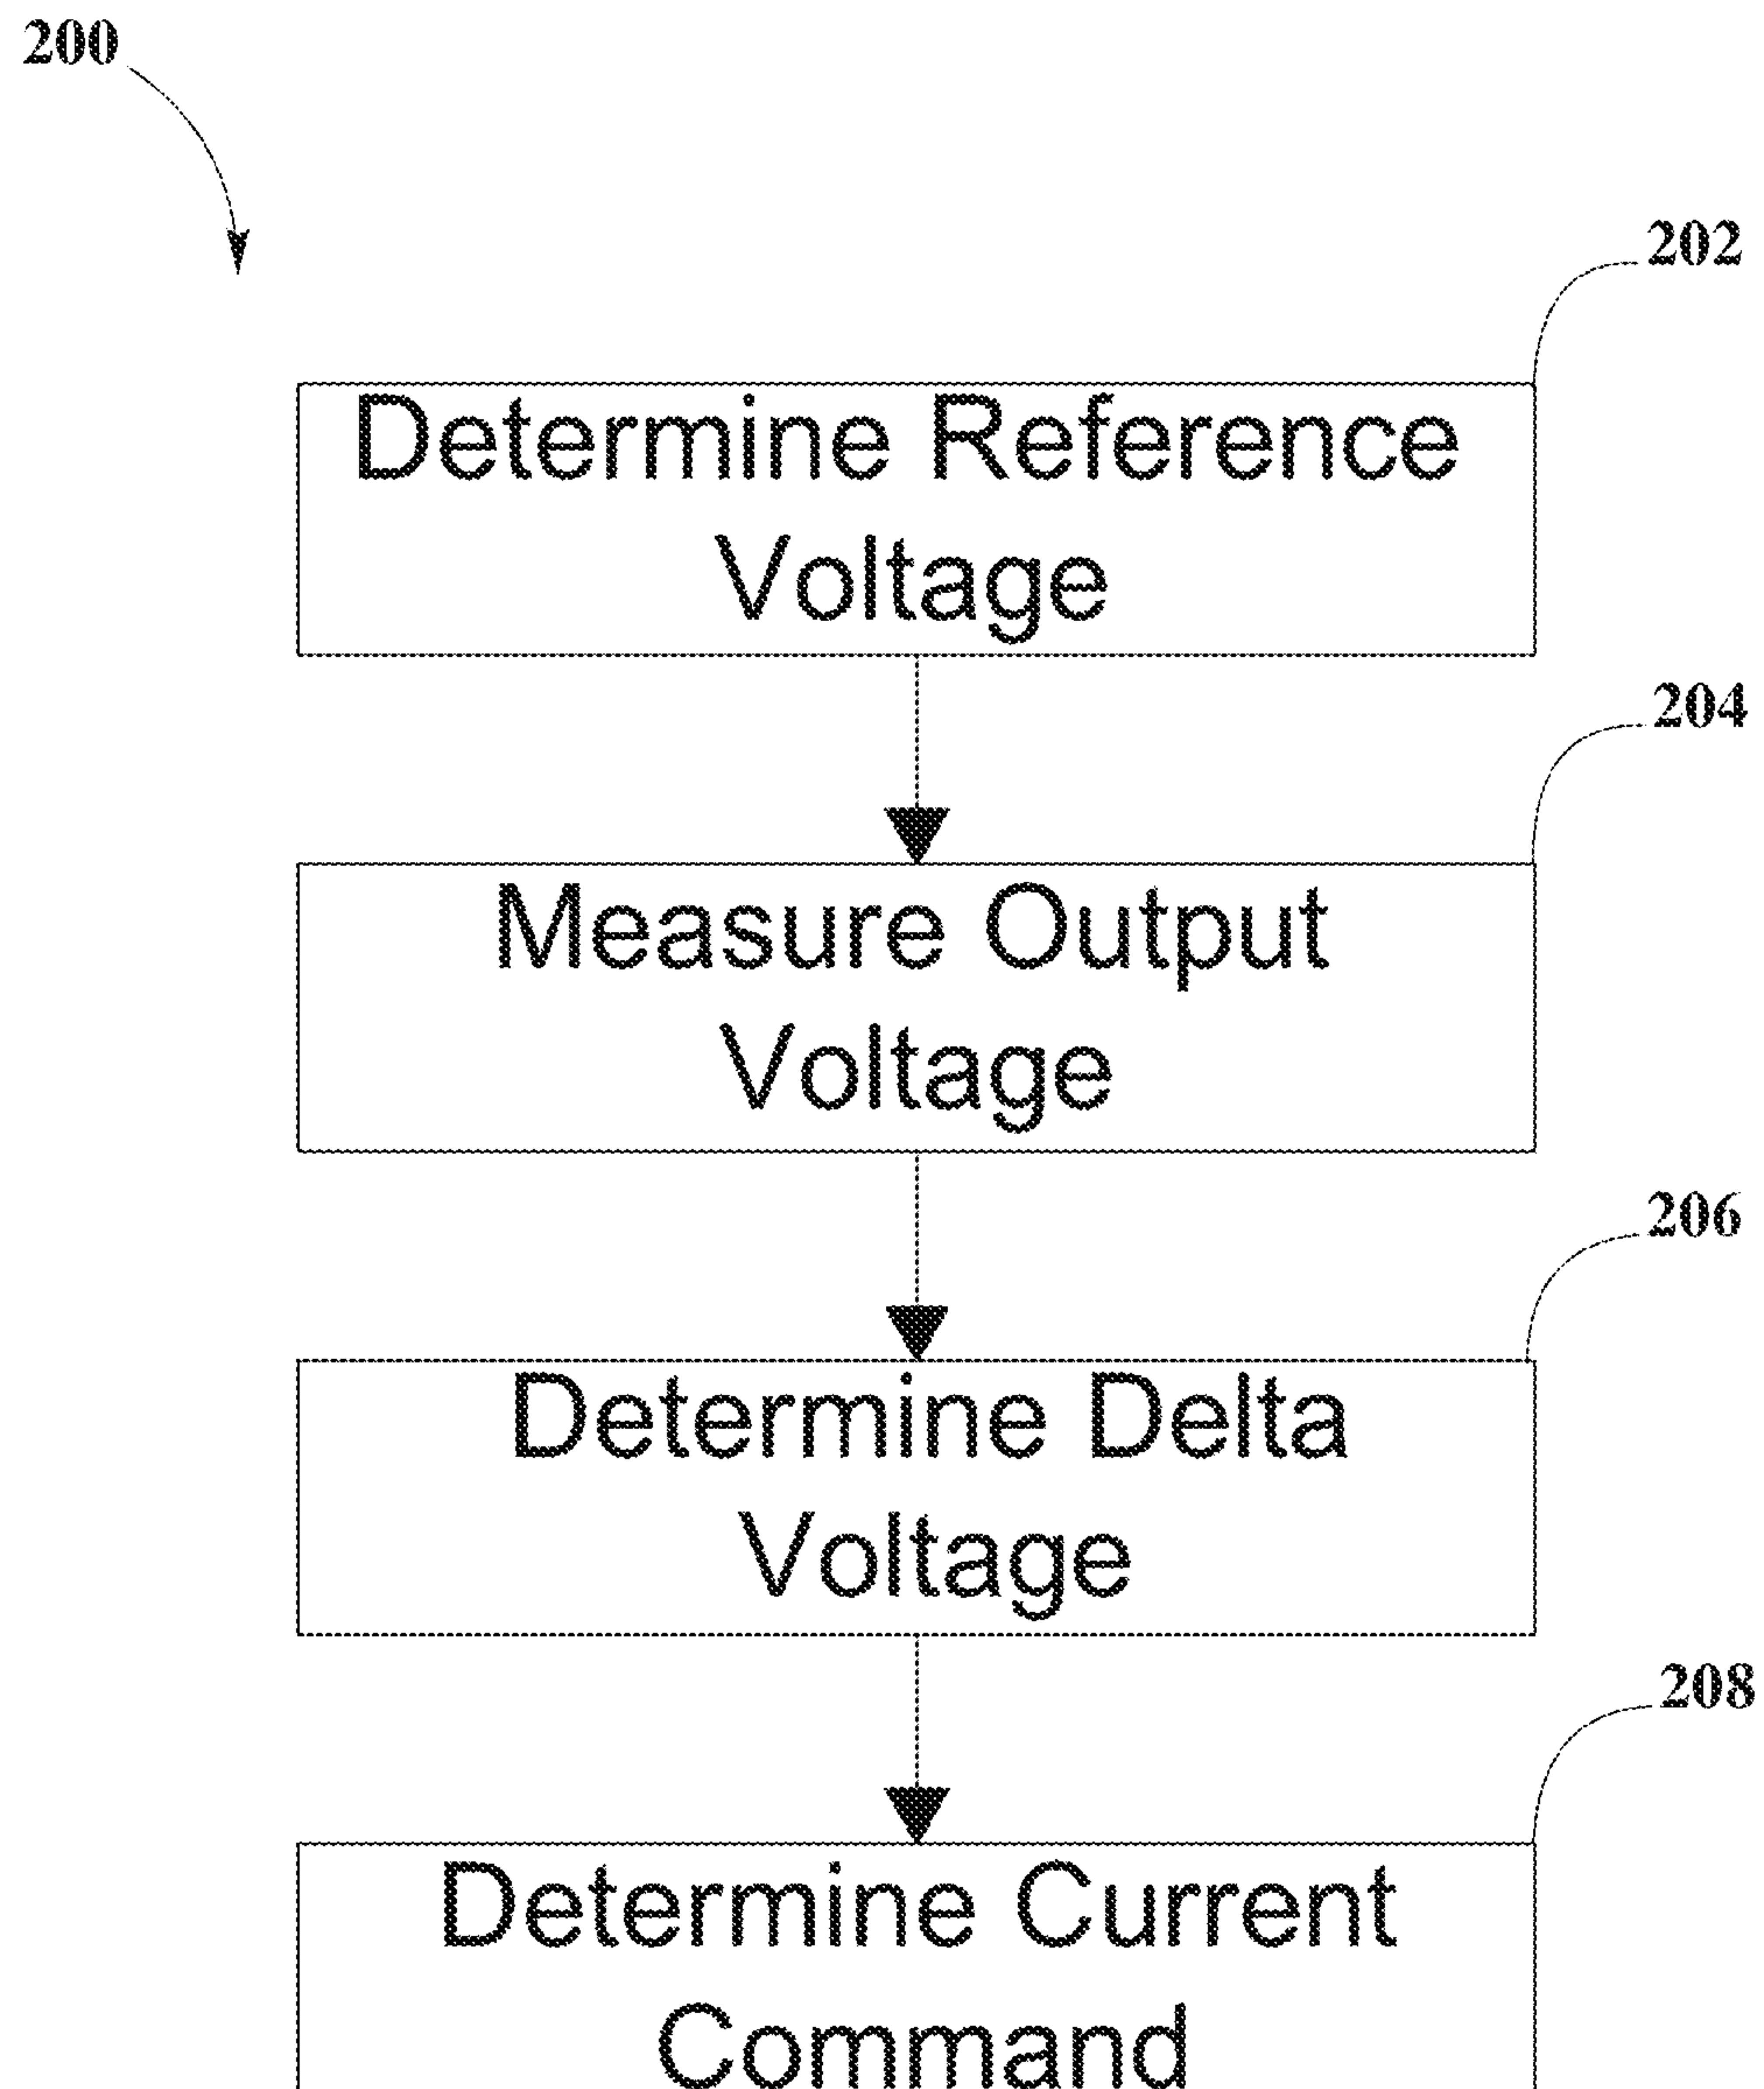 200
202
Determine Reference
Voltage
204
Measure Output
Voltage
206
Determine Delta
Voltage
208
Determine Current
Command